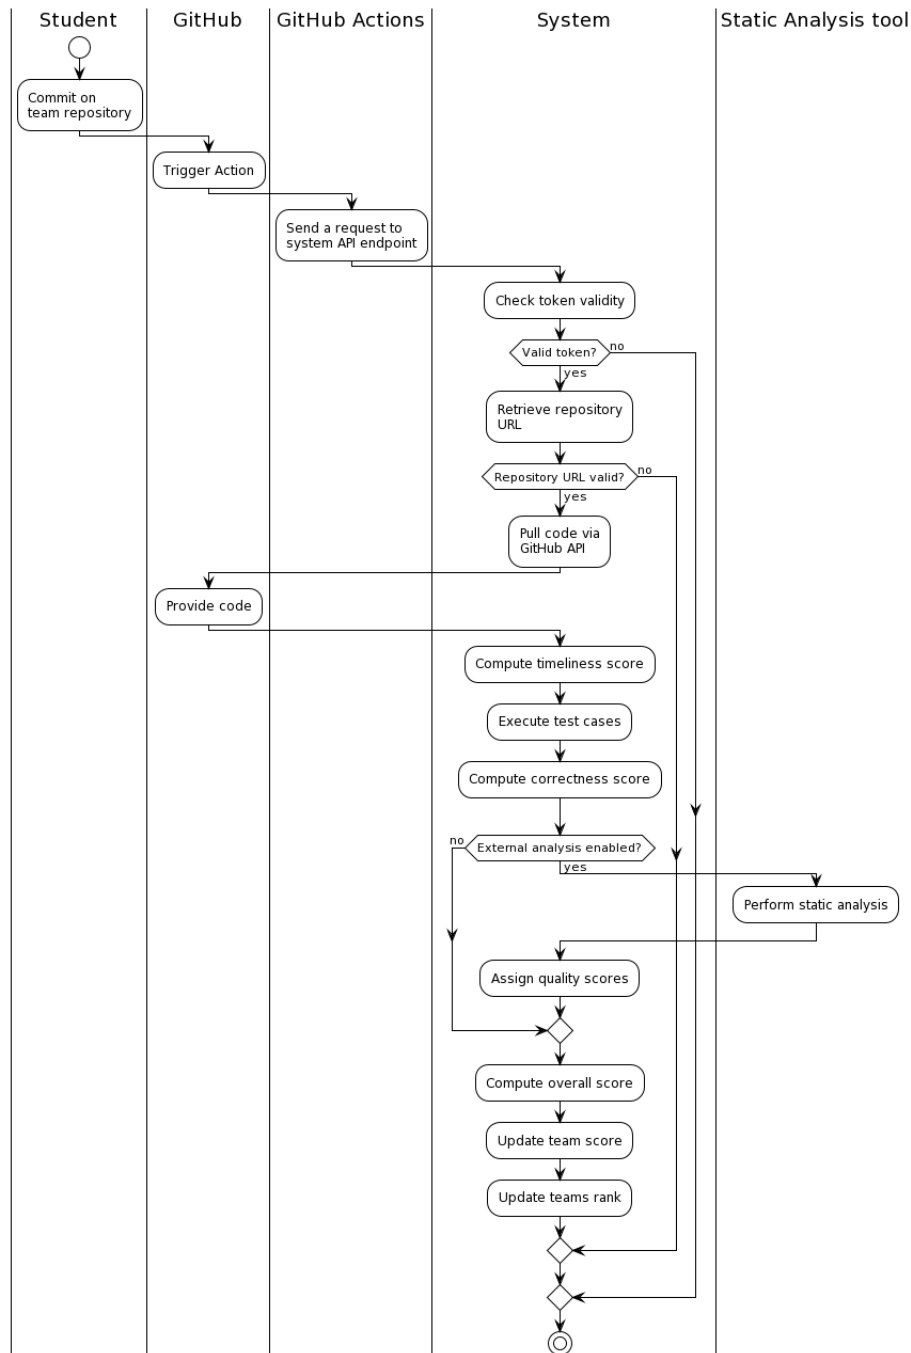 Student
GitHub
GitHub Actions
System
Static Analysis tool
Commit on
team repository
Trigger Action
Send a request to
system API endpoint
Check token validity
Valid token?
no
yes
Retrieve repository
URL
Repository URL valid?
no
yes
Pull code via
GitHub API
Provide code
Compute timeliness score
Execute test cases
Compute correctness score
no
External analysis enabled?
yes
Perform static analysis
Assign quality scores
Compute overall score
Update team score
Update teams rank